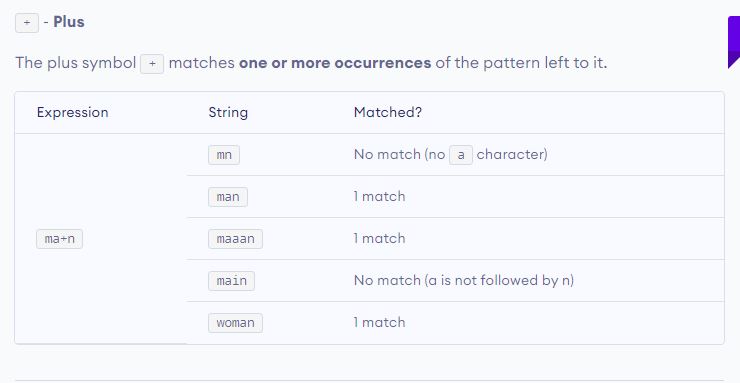 + - Plus
The plus symbol + matches one or more occurrences of the pattern left to it.
Expression String Matched?
mn No match (no a character)
man 1 match
ma+n maaan 1 match
main No match (a is not followed by n)
woman 1 match